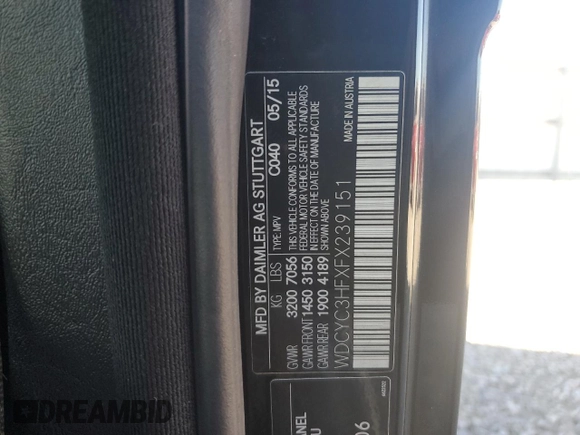 MFD BY DAIMLER AG STUTTGART
C040 05/15
KG LBS TYPE: MPV
GVWR 3200 7056 THIS VEHICLE CONFORMS TO ALL APPLICABLE
GAWR FRONT 1450 3150 FEDERAL MOTOR VEHICLE SAFETY STANDARDS
IN EFFECT ON THE DATE OF MANUFACTURE
GAWR REAR 1900 4189 SHOWN ABOVE
WDCYC3HFXFX239151
MADE IN AUSTRIA
ANEL
U
06
DREAMBID